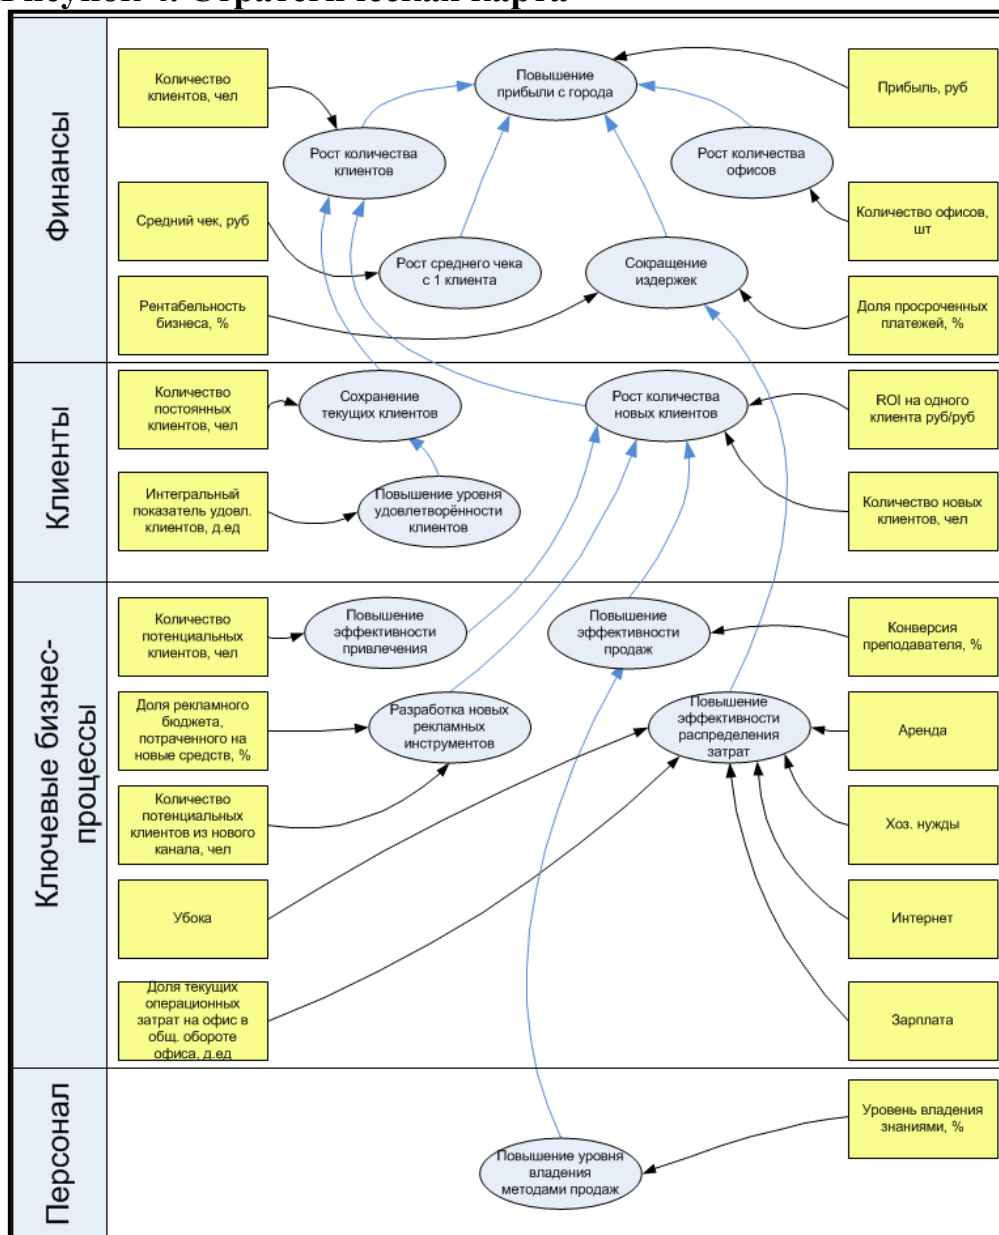 Рисунок 4. Стратегическая карта
Финансы
Количество
клиентов, чел
Повышение
прибыли с города
Прибыль, руб
Рост количества
клиентов
Рост количества
офисов
Средний чек, руб
Количество офисов,
шт
Рост среднего чека
с 1 клиента
Сокращение
издержек
Рентабельность
бизнеса, %
Доля просроченных
платежей, %
Клиенты
Количество
постоянных
клиентов, чел
Сохранение
текущих клиентов
Рост количества
новых клиентов
ROI на одного
клиента руб/руб
Интегральный
показатель удовл.
клиентов, д.ед
Повышение уровня
удовлетворённости
клиентов
Количество новых
клиентов, чел
Ключевые бизнес-
процессы
Количество
потенциальных
клиентов, чел
Повышение
эффективности
привлечения
Повышение
эффективности
продаж
Конверсия
преподавателя, %
Доля рекламного
бюджета,
потраченного на
новые средств, %
Разработка новых
рекламных
инструментов
Повышение
эффективности
распределения
затрат
Аренда
Количество
потенциальных
клиентов из нового
канала, чел
Хоз. нужды
Убока
Интернет
Доля текущих
операционных
затрат на офис в
общ. обороте
офиса, д.ед
Зарплата
Персонал
Уровень владения
знаниями, %
Повышение уровня
владения
методами продаж